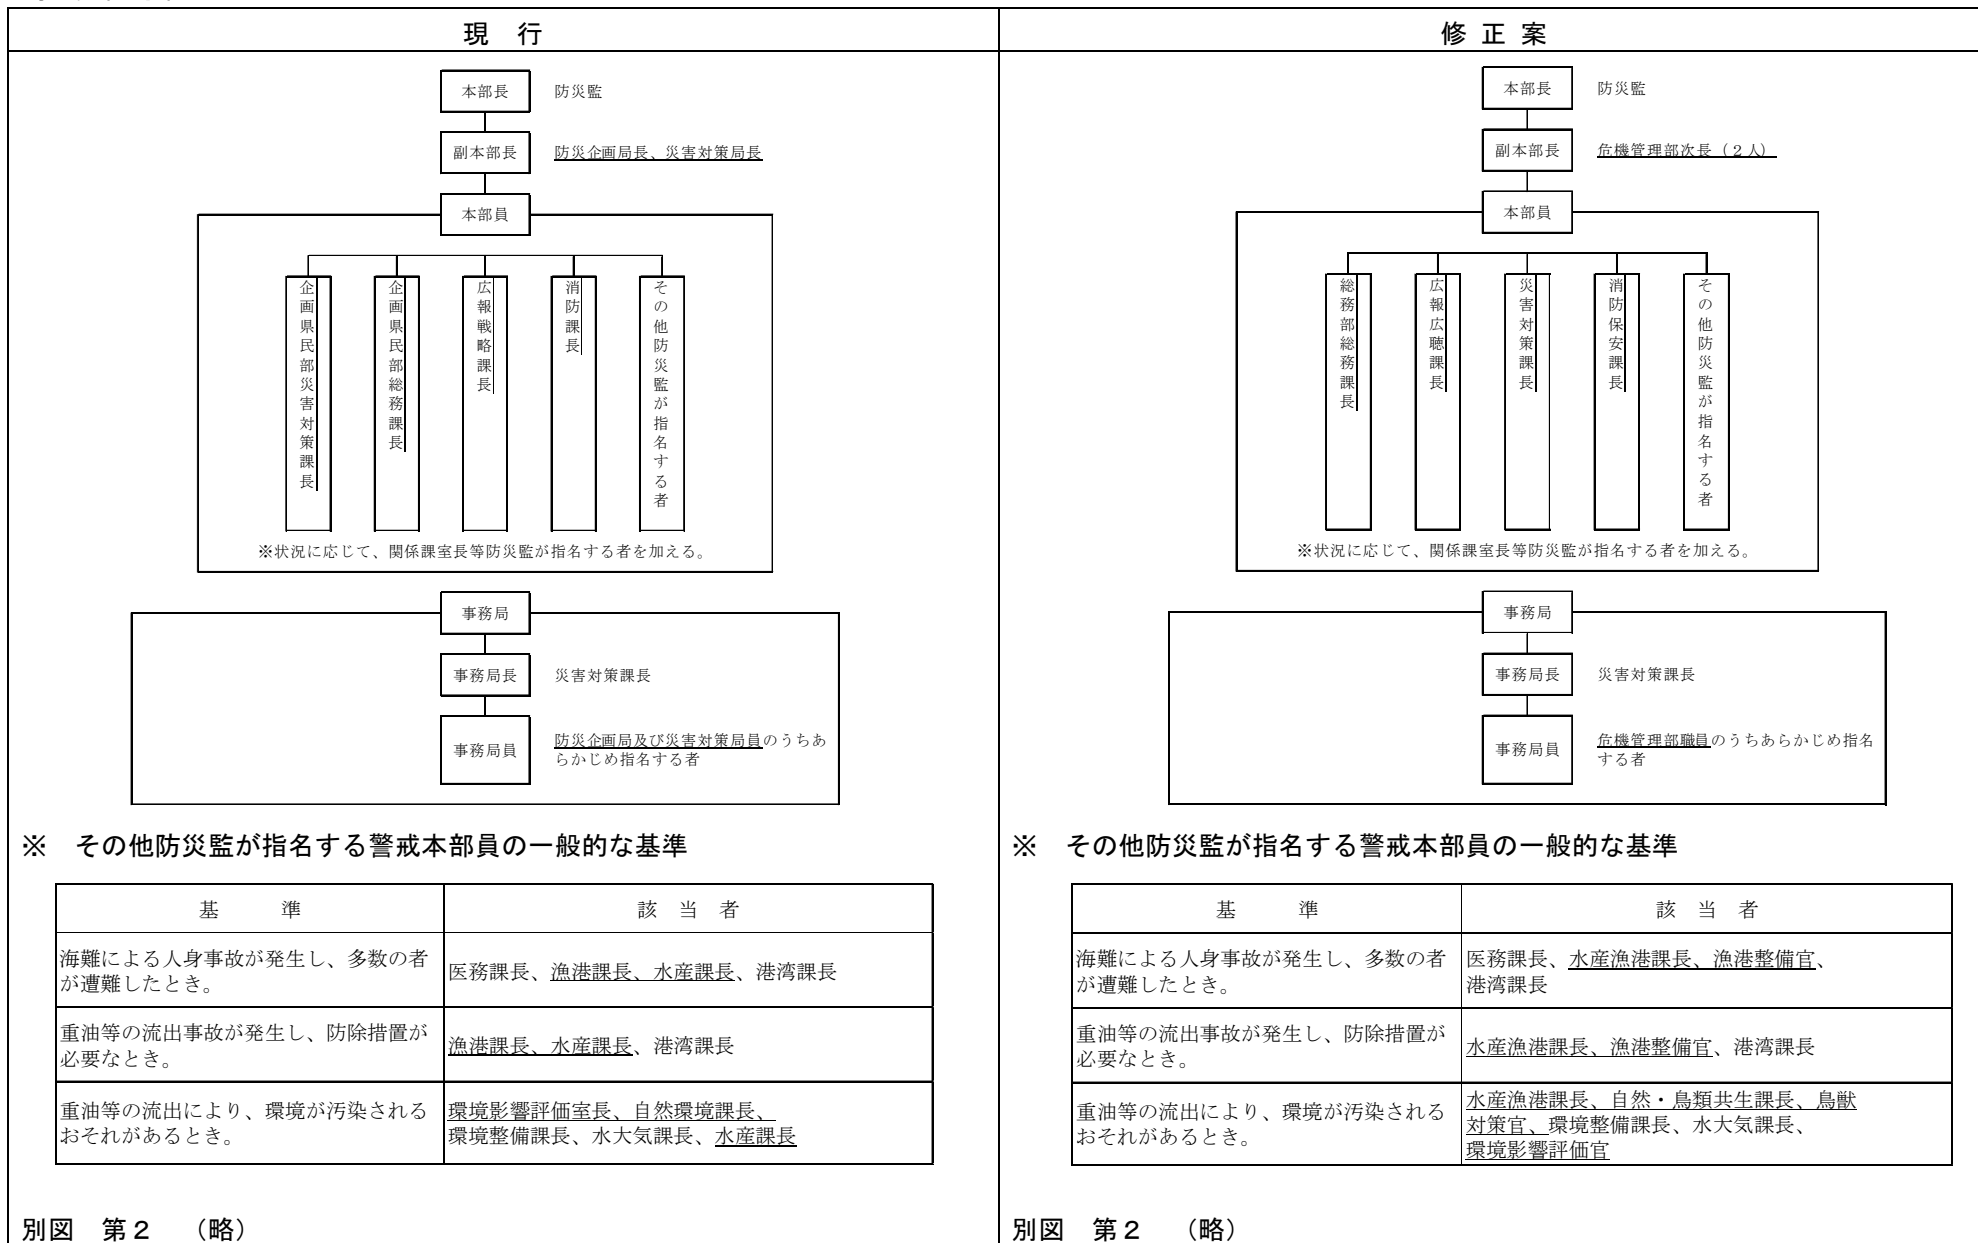 現　行
本部長　防災監
副本部長　防災企画局長、災害対策局長
本部員
企画県民部災害対策課長
企画県民部総務課長
広報戦略課長
消防課長
その他防災監が指名する者
※状況に応じて、関係課室長等防災監が指名する者を加える。
事務局
事務局長　災害対策課長
事務局員　防災企画局及び災害対策局員のうちあ
らかじめ指名する者
※　その他防災監が指名する警戒本部員の一般的な基準
基　準　該　当　者
海難による人身事故が発生し、多数の者
が遭難したとき。
医務課長、漁港課長、水産課長、港湾課長
重油等の流出事故が発生し、防除措置が
必要なとき。
漁港課長、水産課長、港湾課長
重油等の流出により、環境が汚染される
おそれがあるとき。
環境影響評価室長、自然環境課長、
環境整備課長、水大気課長、水産課長
別図　第２　（略）
修 正 案
本部長　防災監
副本部長　危機管理部次長（２人）
本部員
総務部総務課長
広報広聴課長
災害対策課長
消防保安課長
その他防災監が指名する者
※状況に応じて、関係課室長等防災監が指名する者を加える。
事務局
事務局長　災害対策課長
事務局員　危機管理部職員のうちあらかじめ指名
する者
※　その他防災監が指名する警戒本部員の一般的な基準
基　準　該　当　者
海難による人身事故が発生し、多数の者
が遭難したとき。
医務課長、水産漁港課長、漁港整備官、
港湾課長
重油等の流出事故が発生し、防除措置が
必要なとき。
水産漁港課長、漁港整備官、港湾課長
重油等の流出により、環境が汚染される
おそれがあるとき。
水産漁港課長、自然・鳥類共生課長、鳥獣
対策官、環境整備課長、水大気課長、
環境影響評価官
別図　第２　（略）